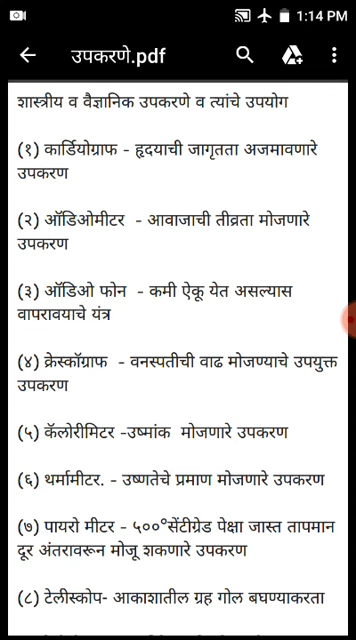 1:14 PM
उपकरणे.pdf
शास्त्रीय व वैज्ञानिक उपकरणे व त्यांचे उपयोग
(१) कार्डियोग्राफ - हृदयाची जागृतता अजमावणारे
उपकरण
(२) ऑडिओमीटर - आवाजाची तीव्रता मोजणारे
उपकरण
(३) ऑडिओ फोन - कमी ऐकू येत असल्यास
वापरावयाचे यंत्र
(४) क्रेस्कॉग्राफ - वनस्पतीची वाढ मोजण्याचे उपयुक्त
उपकरण
(५) कॅलोरीमिटर -उष्मांक मोजणारे उपकरण
(६) थर्मामीटर. - उष्णतेचे प्रमाण मोजणारे उपकरण
(७) पायरो मीटर - ५००°सेंटीग्रेड पेक्षा जास्त तापमान
दूर अंतरावरून मोजू शकणारे उपकरण
(८) टेलीस्कोप- आकाशातील ग्रह गोल बघण्याकरता